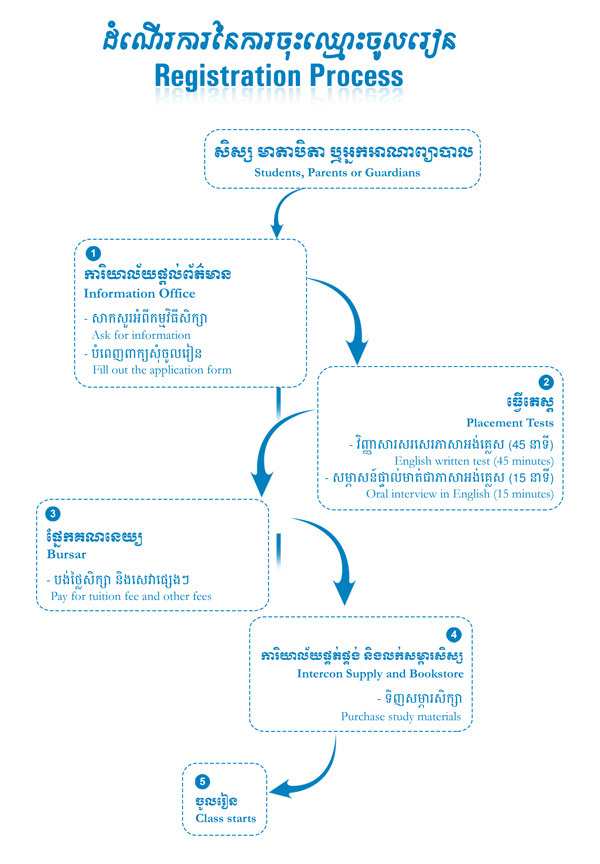 ដំណើរការនៃការចុះឈ្មោះចូលរៀន
Registration Process
សិស្ស មាតាបិតា ឬអ្នកអាណាព្យាបាល
Students, Parents or Guardians
1
ការិយាល័យផ្តល់ព័ត៌មាន
Information Office
- សាកសួរអំពីកម្មវិធីសិក្សា
Ask for information
- បំពេញពាក្យសុំចូលរៀន
Fill out the application form
2
ធ្វើតេស្ត
Placement Tests
- វិញ្ញាសាសរសេរភាសាអង់គ្លេស (45 នាទី)
English written test (45 minutes)
- សម្ភាសន៍ផ្ទាល់មាត់ជាភាសាអង់គ្លេស (15 នាទី)
Oral interview in English (15 minutes)
3
ផ្នែកគណនេយ្យ
Bursar
- បង់ថ្លៃសិក្សា និងសេវាផ្សេងៗ
Pay for tuition fee and other fees
4
ការិយាល័យផ្គត់ផ្គង់ និងលក់សម្ភារសិស្ស
Intercon Supply and Bookstore
- ទិញសម្ភារសិក្សា
Purchase study materials
5
ចូលរៀន
Class starts